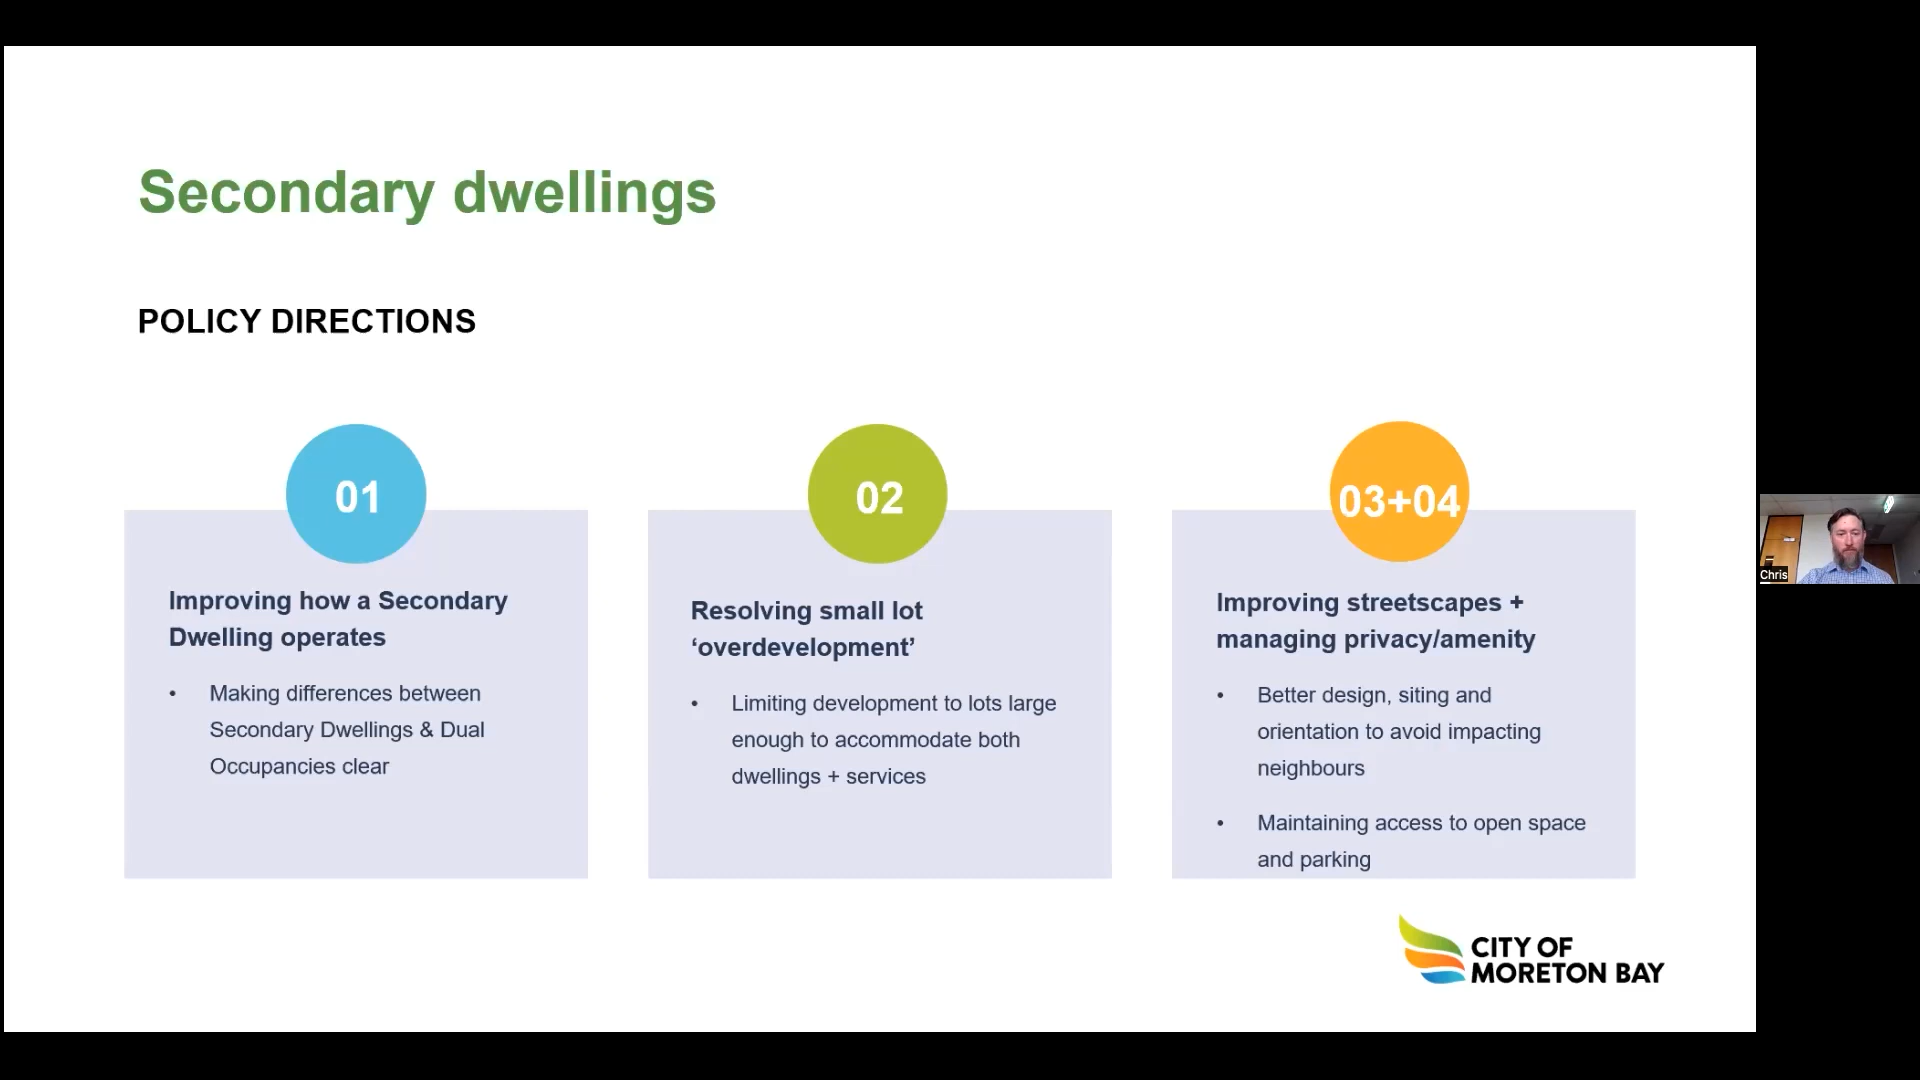 Secondary dwellings
POLICY DIRECTIONS
01
Improving how a Secondary
Dwelling operates
• Making differences between
Secondary Dwellings & Dual
Occupancies clear
02
Resolving small lot
‘overdevelopment’
• Limiting development to lots large
enough to accommodate both
dwellings + services
03+04
Improving streetscapes +
managing privacy/amenity
• Better design, siting and
orientation to avoid impacting
neighbours
• Maintaining access to open space
and parking
CITY OF
MORETON BAY
Chris